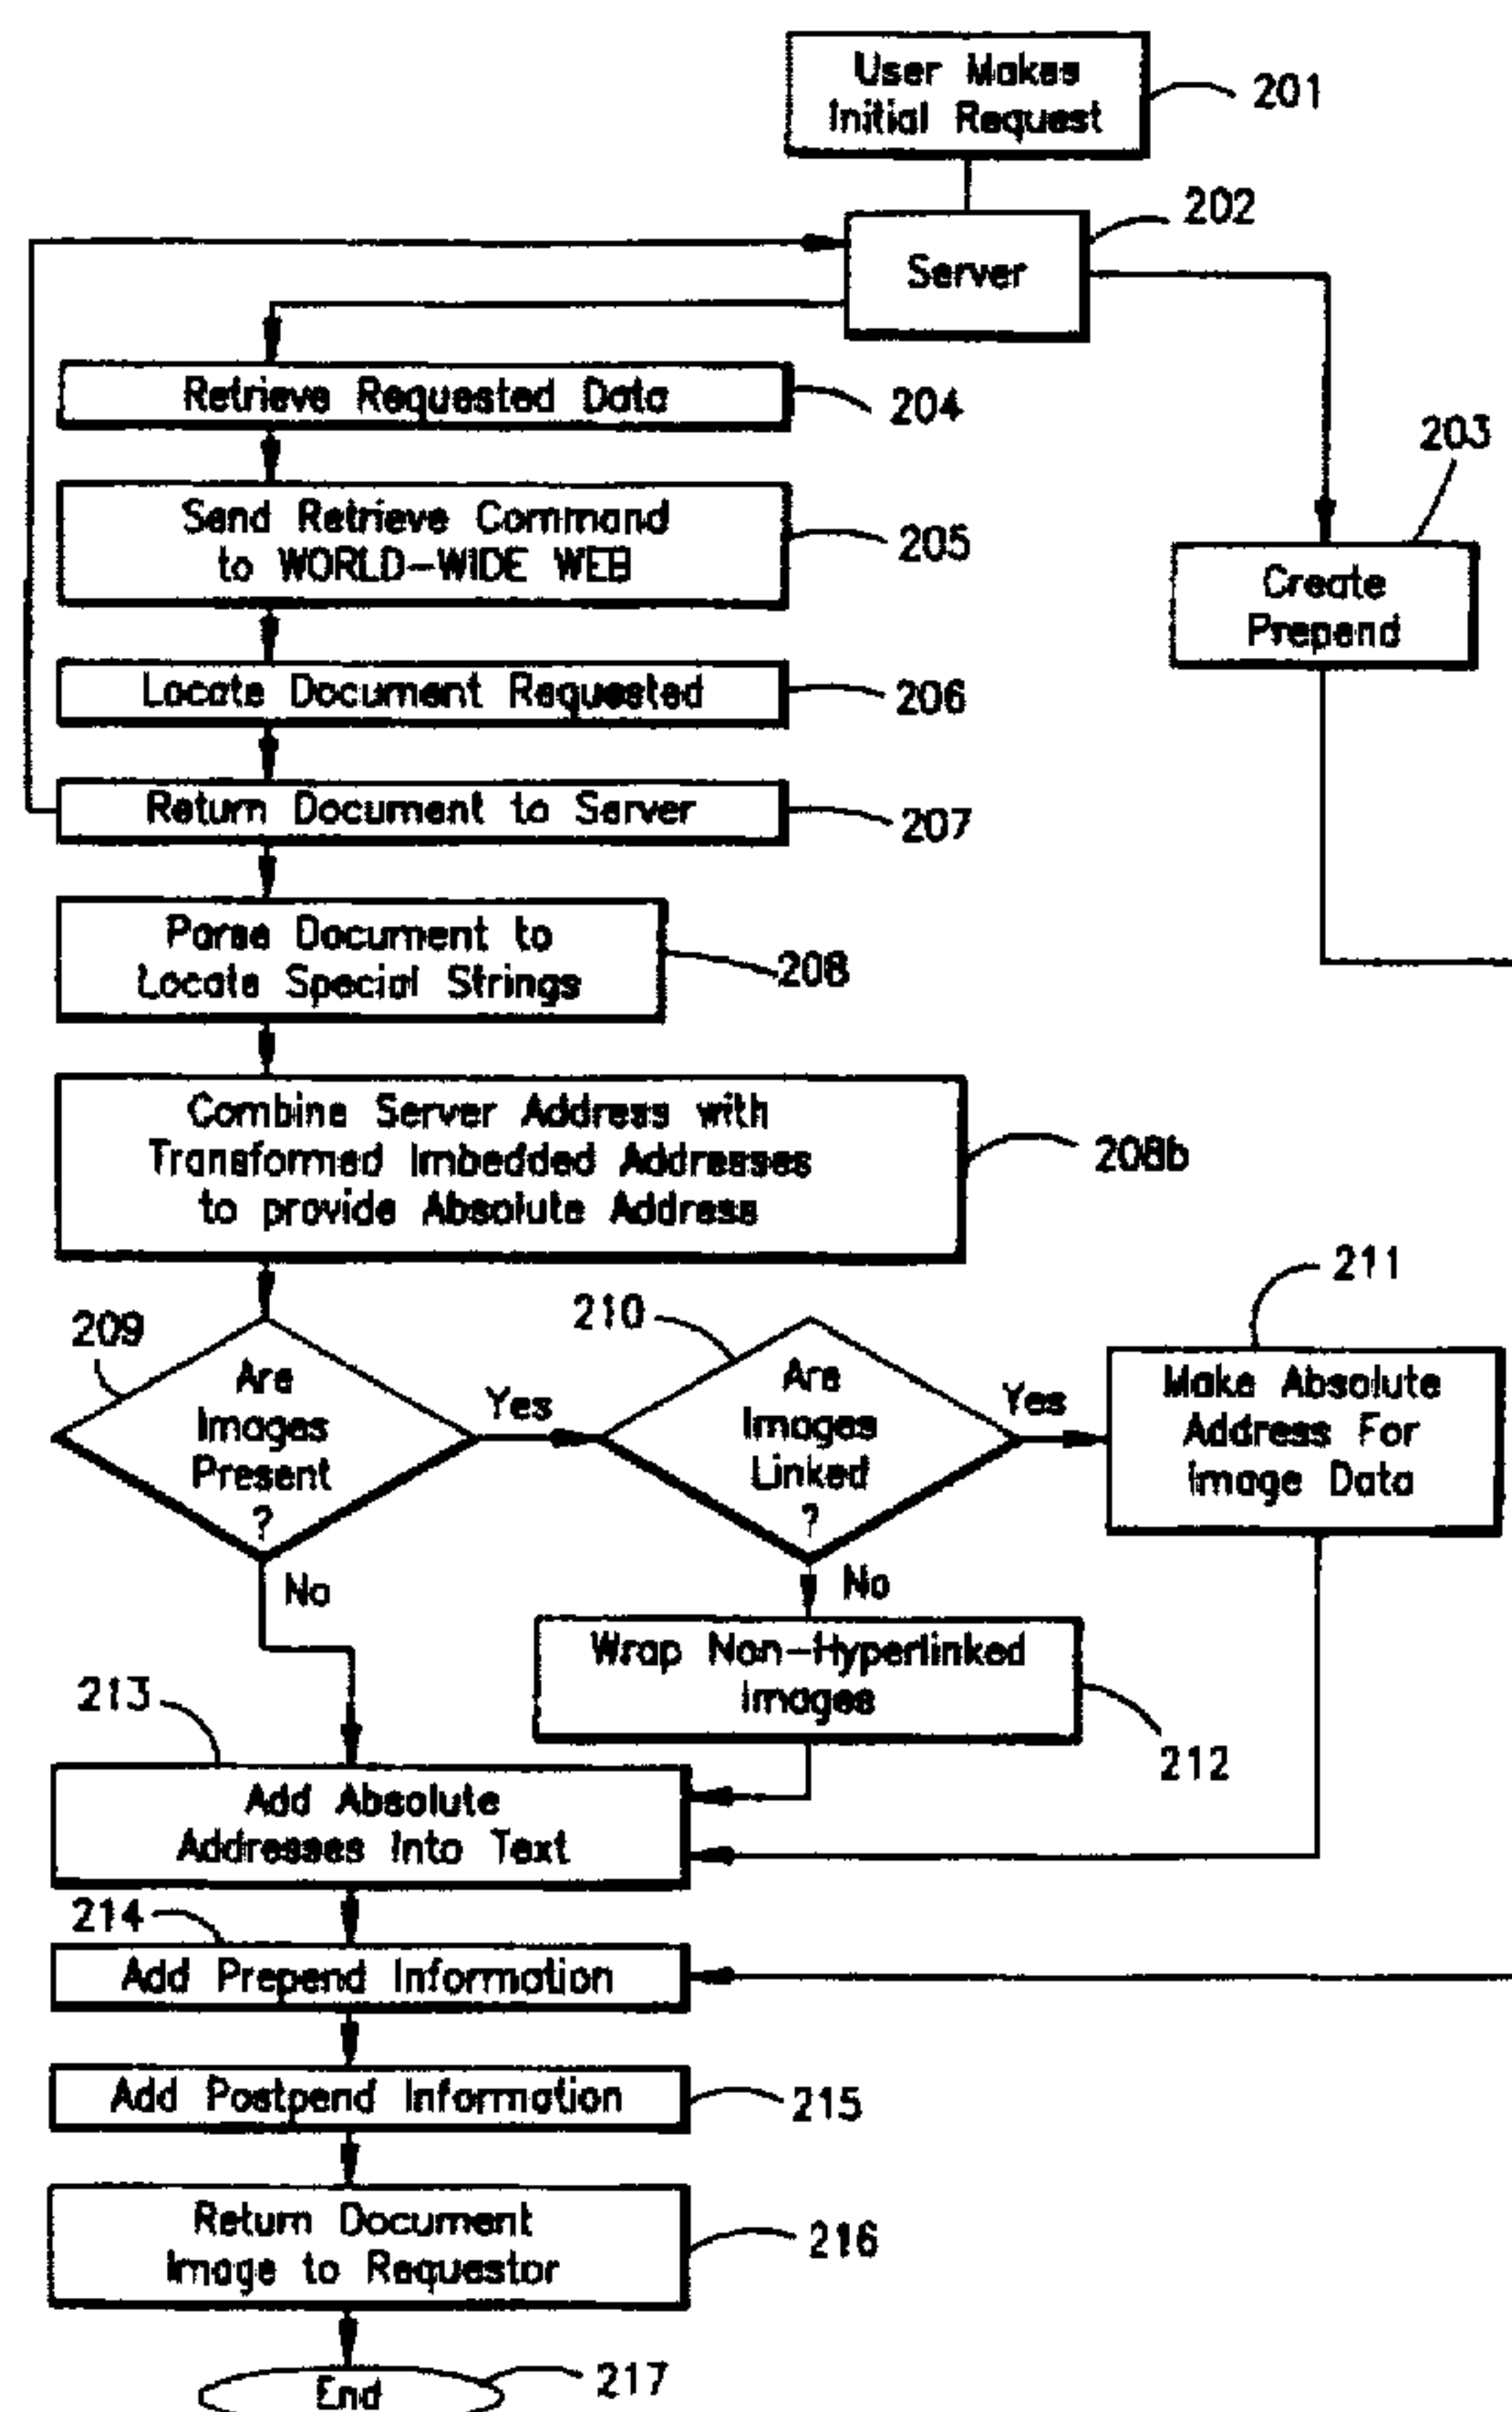 User Makes
Initial Request
201
202
Server
Retrieve Requested Data
204
203
Send Retrieve Command
to WORLD-WIDE WEB
205
Create
Prepend
Locate Document Requested
206
Return Document to Server
207
Parse Document to
Locate Special Strings
208
Combine Server Address with
Transformed Imbedded Addresses
to provide Absolute Address
208b
209
Are
Images
Present
?
Yes
No
210
Are
Images
Linked
?
Yes
No
211
Make Absolute
Address For
Image Data
Wrap Non-Hyperlinked
Images
212
213
Add Absolute
Addresses Into Text
214
Add Prepend Information
Add Postpend Information
215
Return Document
Image to Requestor
216
End
217